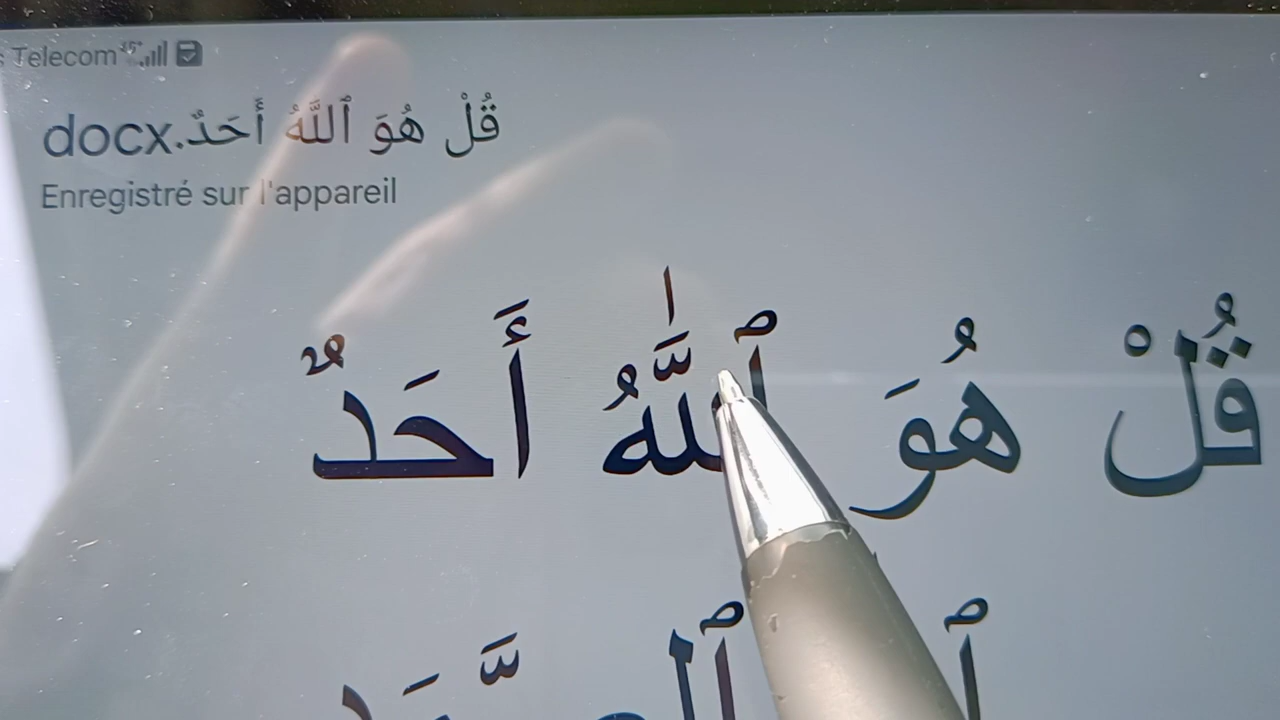 Telecom
قُلْ هُوَ ٱللَّهُ أَحَدٌ.docx
Enregistré sur l'appareil
قُلْ هُوَ ٱللَّٰهُ أَحَدٌ